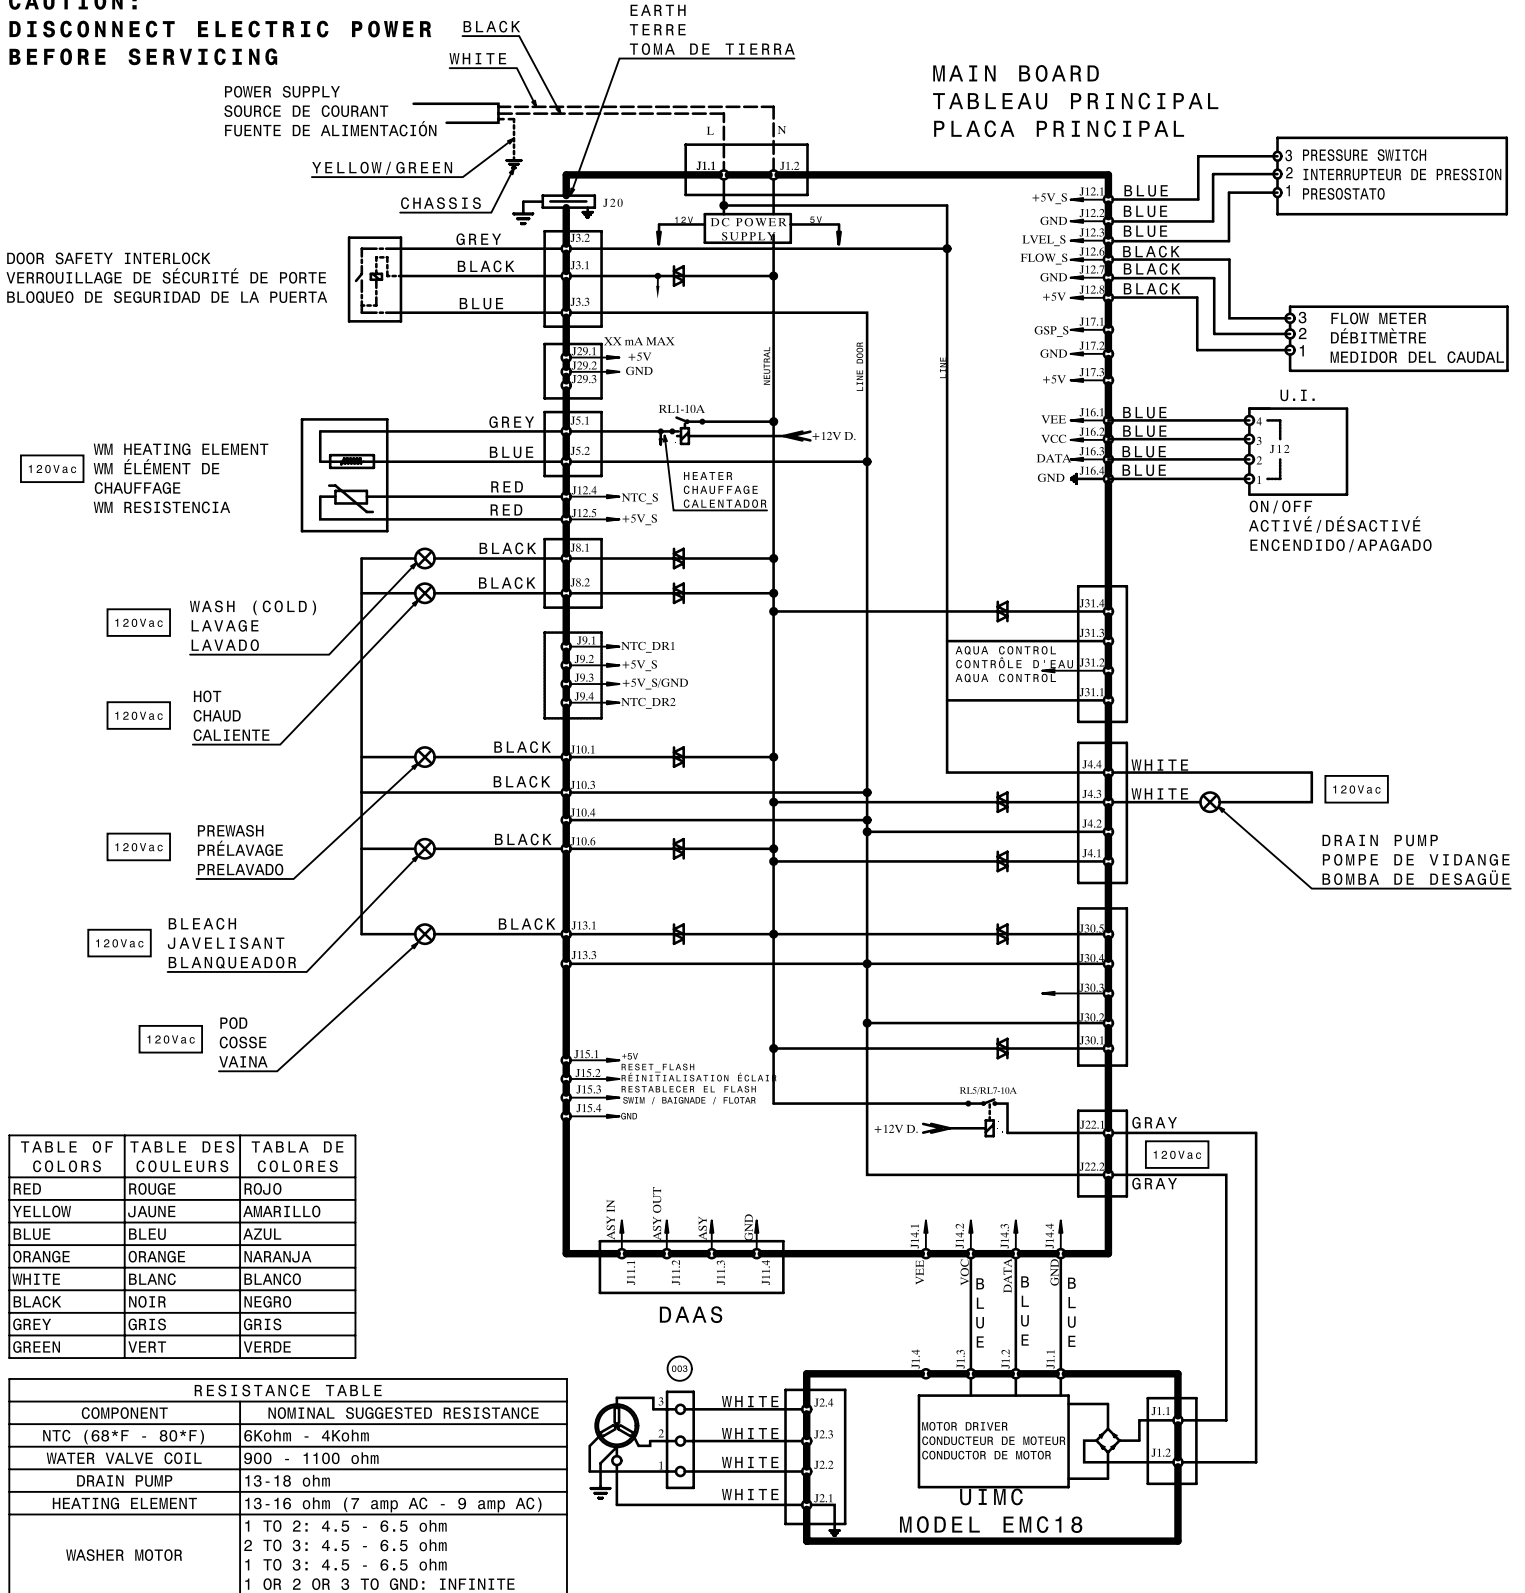 CAUTION:
DISCONNECT ELECTRIC POWER
BEFORE SERVICING
BLACK
WHITE
EARTH
TERRE
TOMA DE TIERRA
POWER SUPPLY
SOURCE DE COURANT
FUENTE DE ALIMENTACIÓN
YELLOW/GREEN
CHASSIS
L
N
J1.1
J1.2
J20
12V
DC POWER
SUPPLY
5V
MAIN BOARD
TABLEAU PRINCIPAL
PLACA PRINCIPAL
DOOR SAFETY INTERLOCK
VERROUILLAGE DE SÉCURITÉ DE PORTE
BLOQUEO DE SEGURIDAD DE LA PUERTA
GREY
J3.2
BLACK
J3.1
BLUE
J3.3
XX mA MAX
J29.1
+5V
J29.2
GND
J29.3
NEUTRAL
LINE DOOR
LINE
120Vac
WM HEATING ELEMENT
WM ÉLÉMENT DE
CHAUFFAGE
WM RESISTENCIA
GREY
J5.1
BLUE
J5.2
RL1-10A
+12V D.
HEATER
CHAUFFAGE
CALENTADOR
RED
J12.4
NTC_S
RED
J12.5
+5V_S
BLACK
J8.1
BLACK
J8.2
120Vac
WASH (COLD)
LAVAGE
LAVADO
J9.1
NTC_DR1
J9.2
+5V_S
J9.3
+5V_S/GND
J9.4
NTC_DR2
120Vac
HOT
CHAUD
CALIENTE
BLACK
J10.1
BLACK
J10.3
J10.4
BLACK
J10.6
120Vac
PREWASH
PRÉLAVAGE
PRELAVADO
120Vac
BLEACH
JAVELISANT
BLANQUEADOR
BLACK
J13.1
J13.3
120Vac
POD
COSSE
VAINA
J15.1
+5V
RESET_FLASH
J15.2
RÉINITIALISATION ÉCLAIR
RESTABLECER EL FLASH
J15.3
SWIM / BAIGNADE / FLOTAR
J15.4
GND
+5V_S
J12.1
BLUE
GND
J12.2
BLUE
LVEL_S
J12.3
BLUE
FLOW_S
J12.6
BLACK
GND
J12.7
BLACK
+5V
J12.8
BLACK
3 PRESSURE SWITCH
2 INTERRUPTEUR DE PRESSION
1 PRESOSTATO
3 FLOW METER
2 DÉBITMÈTRE
1 MEDIDOR DEL CAUDAL
GSP_S
J17.1
GND
J17.2
+5V
J17.3
U.I.
VEE
J16.1
BLUE
4
VCC
J16.2
BLUE
3
J12
DATA
J16.3
BLUE
2
GND
J16.4
BLUE
1
ON/OFF
ACTIVÉ/DÉSACTIVÉ
ENCENDIDO/APAGADO
J31.4
J31.3
J31.2
J31.1
AQUA CONTROL
CONTRÔLE D'EAU
AQUA CONTROL
J4.4
WHITE
J4.3
WHITE
J4.2
J4.1
120Vac
DRAIN PUMP
POMPE DE VIDANGE
BOMBA DE DESAGÜE
J30.5
J30.4
J30.3
J30.2
J30.1
RL5/RL7-10A
+12V D.
J22.1
GRAY
120Vac
J22.2
GRAY
TABLE OF COLORS | TABLE DES COULEURS | TABLA DE COLORES
RED ROUGE ROJO
YELLOW JAUNE AMARILLO
BLUE BLEU AZUL
ORANGE ORANGE NARANJA
WHITE BLANC BLANCO
BLACK NOIR NEGRO
GREY GRIS GRIS
GREEN VERT VERDE
ASY IN
ASY OUT
ASY
GND
J11.1
J11.2
J11.3
J11.4
DAAS
J14.1
J14.2
J14.3
J14.4
VEE
VOC
DATA
GND
BLUE
BLUE
BLUE
J1.4
J1.3
J1.2
J1.1
RESISTANCE TABLE
COMPONENT NOMINAL SUGGESTED RESISTANCE
NTC (68*F - 80*F) 6Kohm - 4Kohm
WATER VALVE COIL 900 - 1100 ohm
DRAIN PUMP 13-18 ohm
HEATING ELEMENT 13-16 ohm (7 amp AC - 9 amp AC)
WASHER MOTOR
1 TO 2: 4.5 - 6.5 ohm
2 TO 3: 4.5 - 6.5 ohm
1 TO 3: 4.5 - 6.5 ohm
1 OR 2 OR 3 TO GND: INFINITE
003
3
WHITE
J2.4
2
WHITE
J2.3
1
WHITE
J2.2
WHITE
J2.1
MOTOR DRIVER
CONDUCTEUR DE MOTEUR
CONDUCTOR DE MOTOR
J1.1
J1.2
UIMC
MODEL EMC18